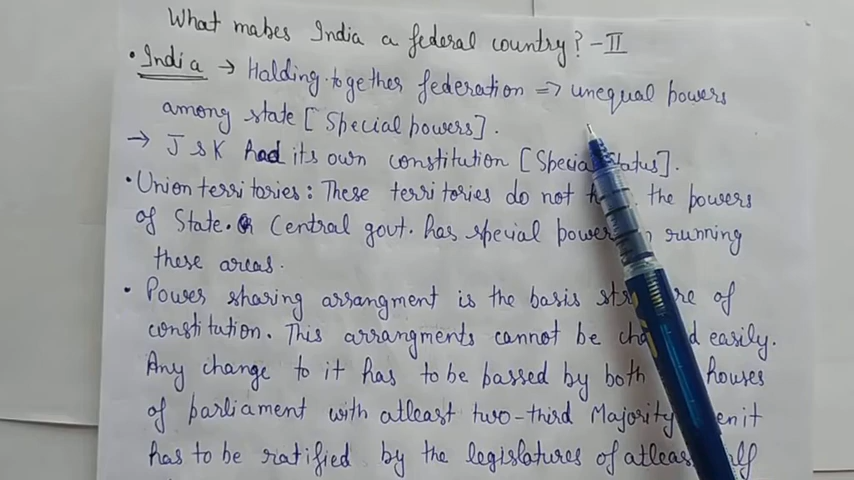 What makes India a federal country? - II
• India → Halding together federation ⇒ unequal powers
among state [Special powers].
→ J & K had its own constitution [Special Status].
• Union territories: These territories do not the powers
of State. Central govt. has special power running
these areas.
• Power sharing arrangment is the basis of
constitution. This arrangments cannot be easily.
Any change to it has to be passed by both houses
of parliament with atleast two-third Majority it
has to be ratified by the legislatures of